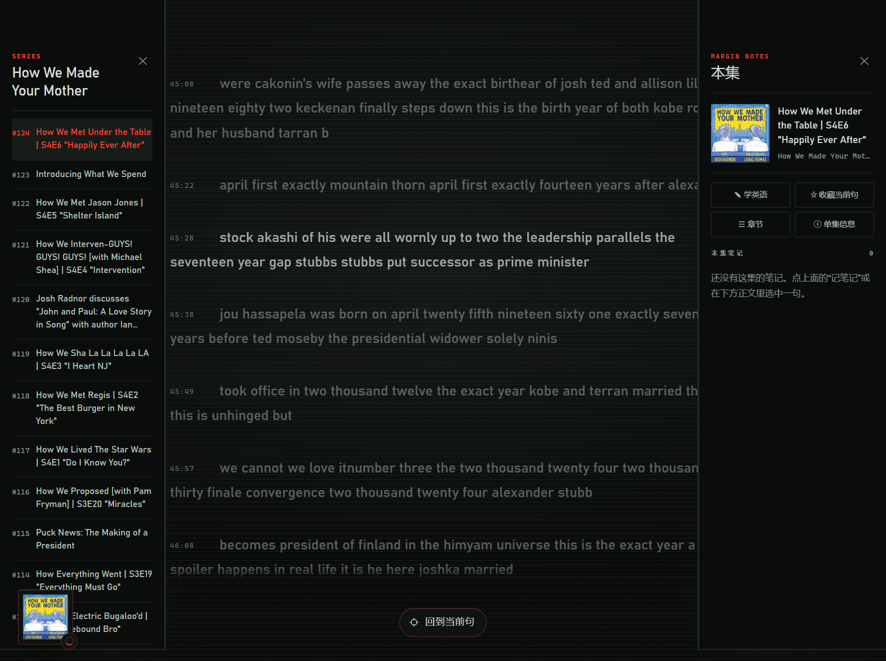 SERIES
How We Made
Your Mother
#124 How We Met Under the Table
| S4E6 "Happily Ever After"
#123 Introducing What We Spend
#122 How We Met Jason Jones |
S4E5 "Shelter Island"
#121 How We Interven-GUYS!
GUYS! GUYS! [with Michael
Shea] | S4E4 "Intervention"
#120 Josh Radnor discusses
"John and Paul: A Love Story
in Song" with author Ian...
#119 How We Sha La La La La LA
| S4E3 "I Heart NJ"
#118 How We Met Regis | S4E2
"The Best Burger in New
York"
#117 How We Lived The Star Wars
| S4E1 "Do I Know You?"
#116 How We Proposed [with Pam
Fryman] | S3E20 "Miracles"
#115 Puck News: The Making of a
President
#114 How Everything Went | S3E19
"Everything Must Go"
Electric Bugaloo'd |
ebound Bro"
HOW WE MADE
YOUR MOTHER
45:08 were cakonin's wife passes away the exact birthear of josh ted and allison lil
nineteen eighty two keckenan finally steps down this is the birth year of both kobe ro
and her husband tarran b
45:22 april first exactly mountain thorn april first exactly fourteen years after alexa
45:28 stock akashi of his were all wornly up to two the leadership parallels the
seventeen year gap stubbs stubbs put successor as prime minister
45:38 jou hassapela was born on april twenty fifth nineteen sixty one exactly seven
years before ted moseby the presidential widower solely ninis
45:49 took office in two thousand twelve the exact year kobe and terran married th
this is unhinged but
45:57 we cannot we love itnumber three the two thousand twenty four two thousan
thirty finale convergence two thousand twenty four alexander stubb
46:08 becomes president of finland in the himyam universe this is the exact year a
spoiler happens in real life it is he here joshka married
回到当前句
MARGIN NOTES
本集
HOW WE MADE
YOUR MOTHER
JOSH RADNOR
CRAIG THOMAS
How We Met Under
the Table | S4E6
"Happily Ever After"
How We Made Your Mot…
学英语
☆ 收藏当前句
☰ 章节
ⓘ 单集信息
本集笔记 0
还没有这集的笔记。点上面的“记笔记”或
在下方正文里选中一句。